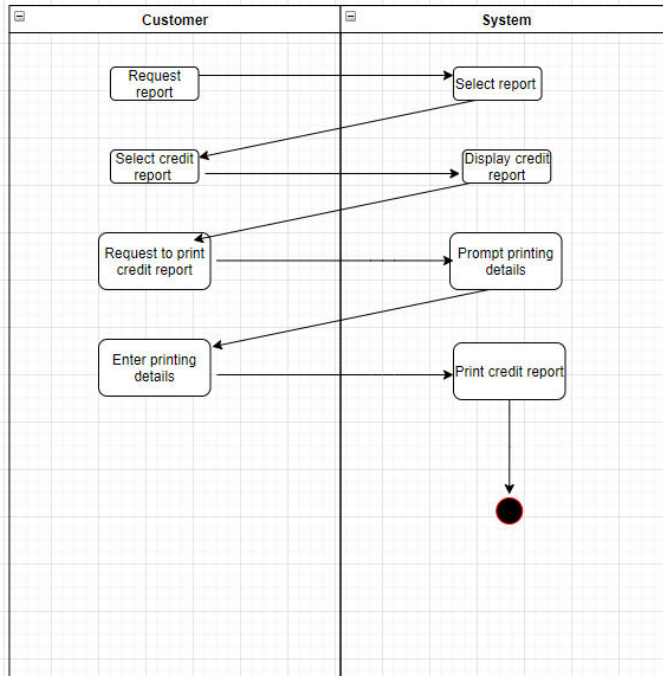 Customer
System
Request
report
Select report
Select credit
report
Display credit
report
Request to print
credit report
Prompt printing
details
Enter printing
details
Print credit report